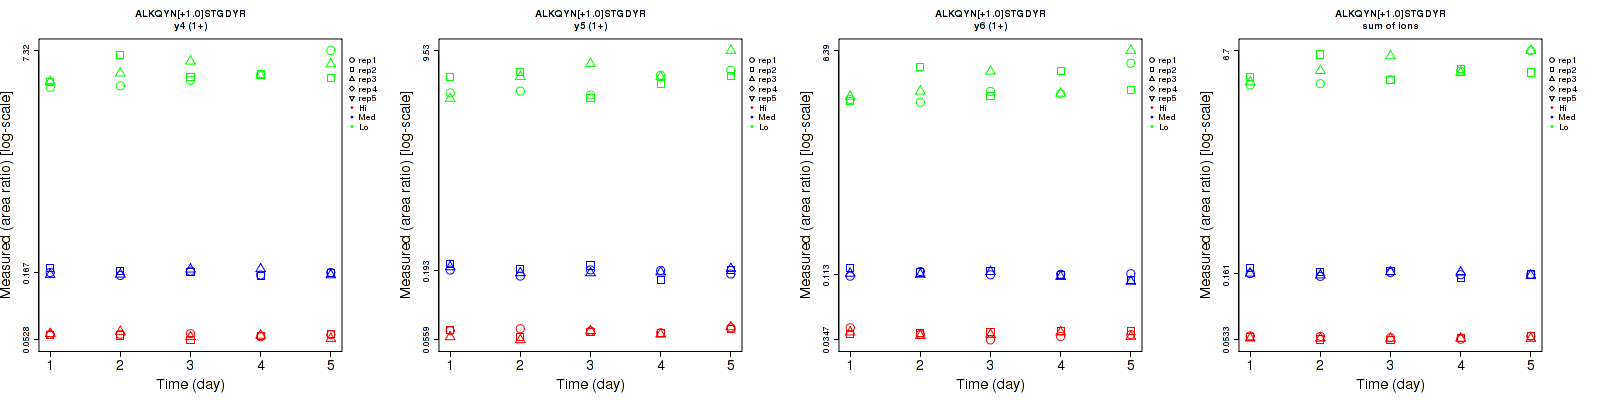 ALKQYN[+1.0]STGDYR
y4 (1+)
Measured (area ratio) [log-scale]
7.32
0.167
0.0528
1 2 3 4 5
Time (day)
rep1
rep2
rep3
rep4
rep5
Hi
Med
Lo
ALKQYN[+1.0]STGDYR
y5 (1+)
Measured (area ratio) [log-scale]
9.53
0.193
0.0559
1 2 3 4 5
Time (day)
rep1
rep2
rep3
rep4
rep5
Hi
Med
Lo
ALKQYN[+1.0]STGDYR
y6 (1+)
Measured (area ratio) [log-scale]
6.39
0.113
0.0347
1 2 3 4 5
Time (day)
rep1
rep2
rep3
rep4
rep5
Hi
Med
Lo
ALKQYN[+1.0]STGDYR
sum of ions
Measured (area ratio) [log-scale]
6.7
0.161
0.0533
1 2 3 4 5
Time (day)
rep1
rep2
rep3
rep4
rep5
Hi
Med
Lo